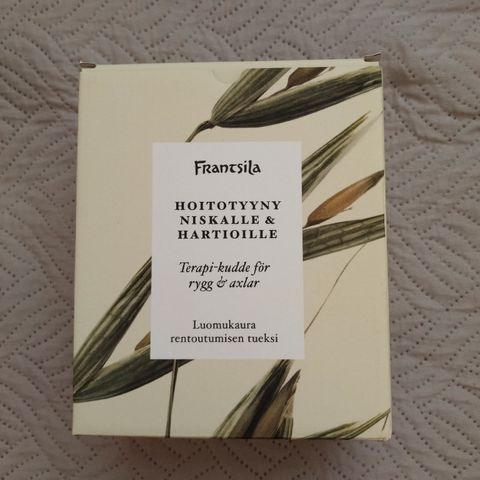 Frantsila
HOITOTYYNY
NISKALLE &
HARTIOILLE
Terapi-kudde för
rygg & axlar
Luomukaura
rentoutumisen tueksi